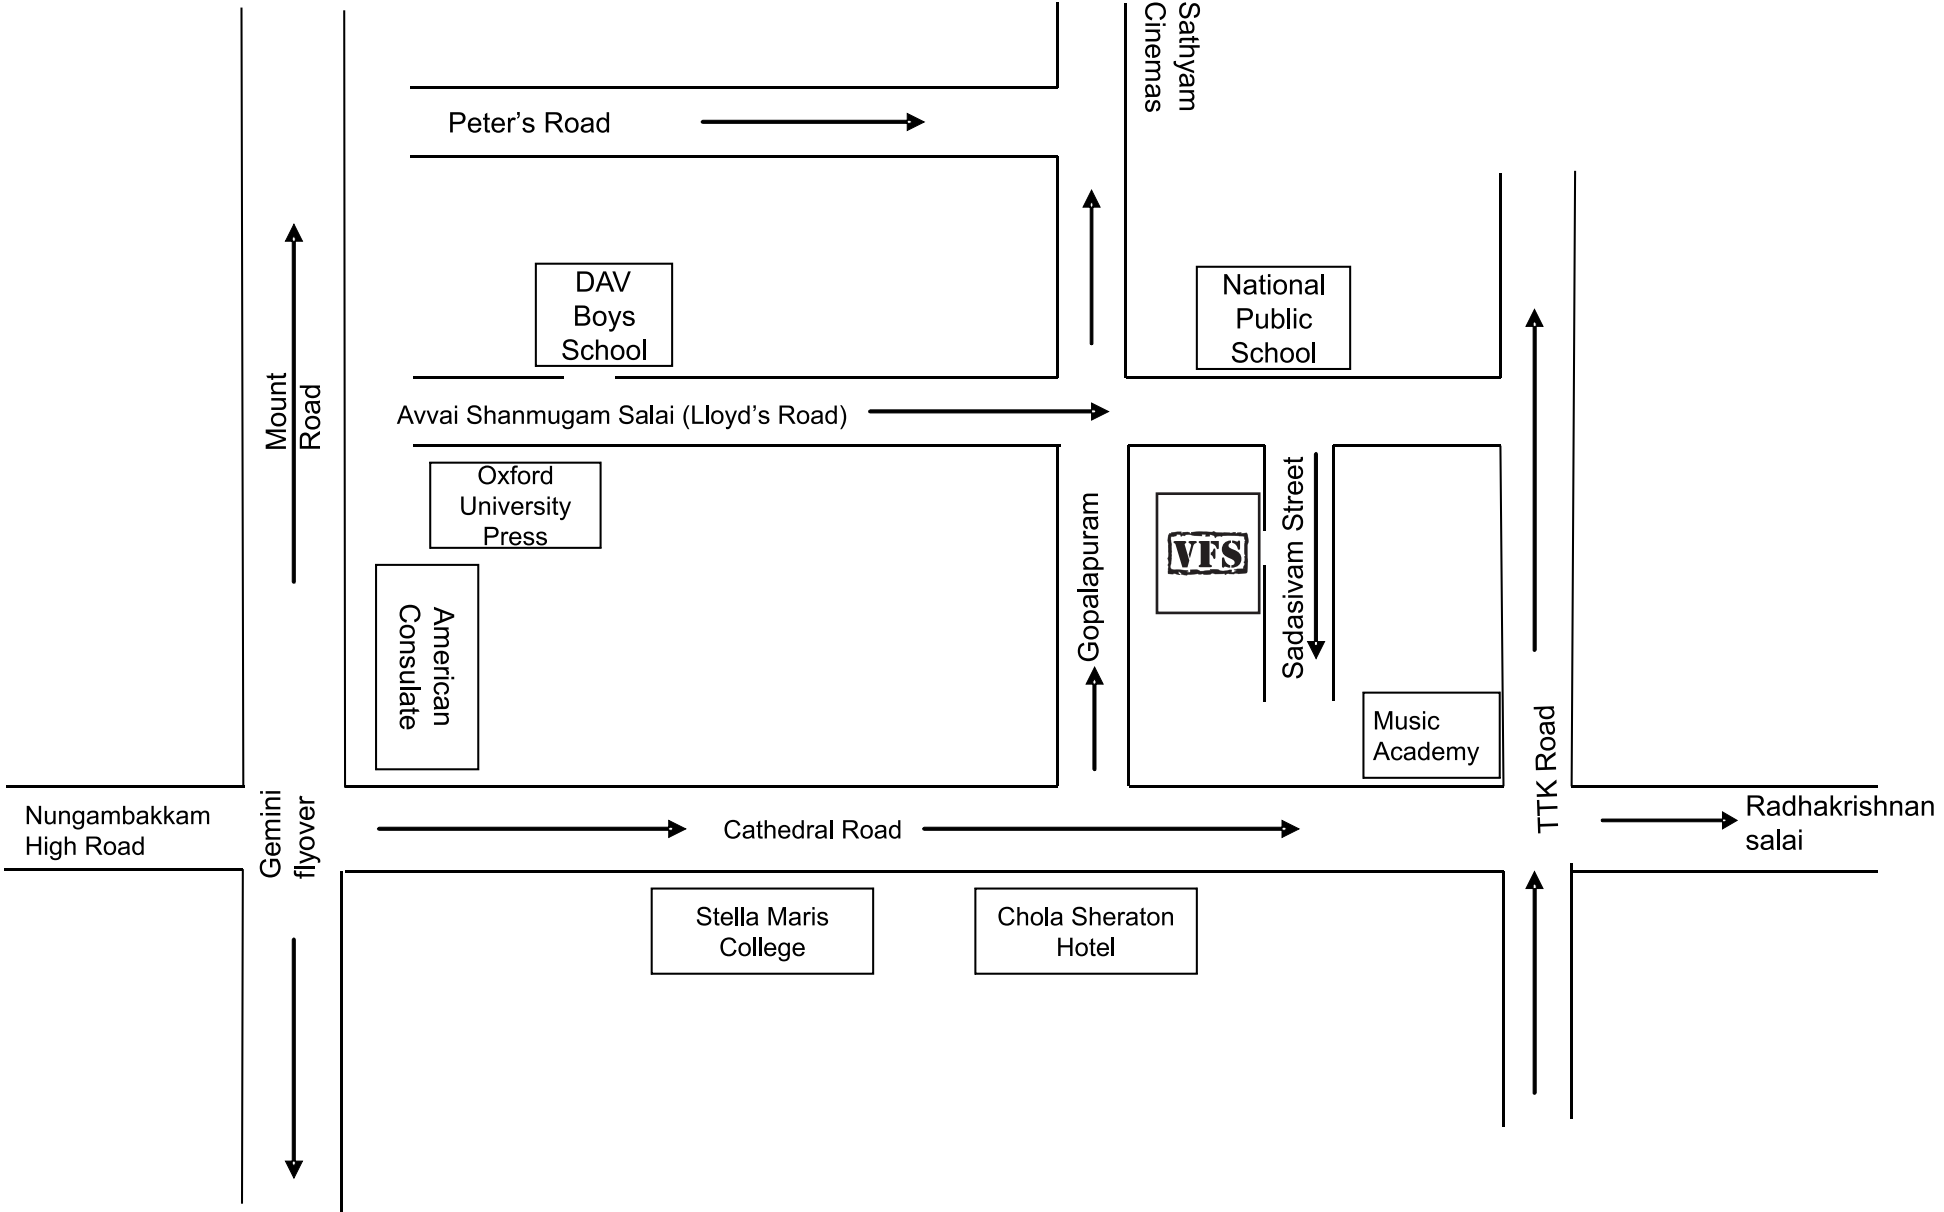 Sathyam
Cinemas
Peter's Road
DAV
Boys
School
National
Public
School
Mount
Road
Avvai Shanmugam Salai (Lloyd's Road)
Oxford
University
Press
American
Consulate
Gopalapuram
VFS
Sadasivam Street
Music
Academy
TTK Road
Nungambakkam
High Road
Gemini
flyover
Cathedral Road
Radhakrishnan
salai
Stella Maris
College
Chola Sheraton
Hotel